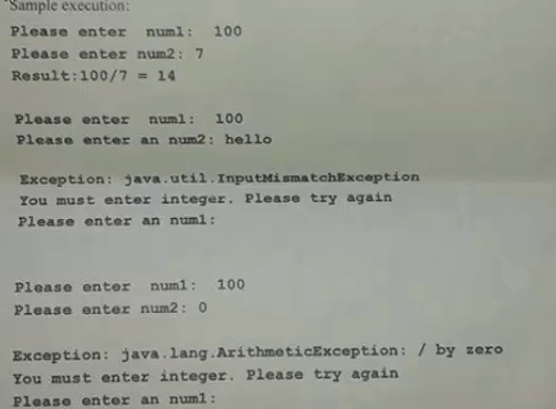 Sample execution:
Please enter num1: 100
Please enter num2: 7
Result:100/7 = 14
Please enter num1: 100
Please enter an num2: hello
Exception: java.util.InputMismatchException
You must enter integer. Please try again
Please enter an num1:
Please enter num1: 100
Please enter num2: 0
Exception: java.lang.ArithmeticException: / by zero
You must enter integer. Please try again
Please enter an num1: